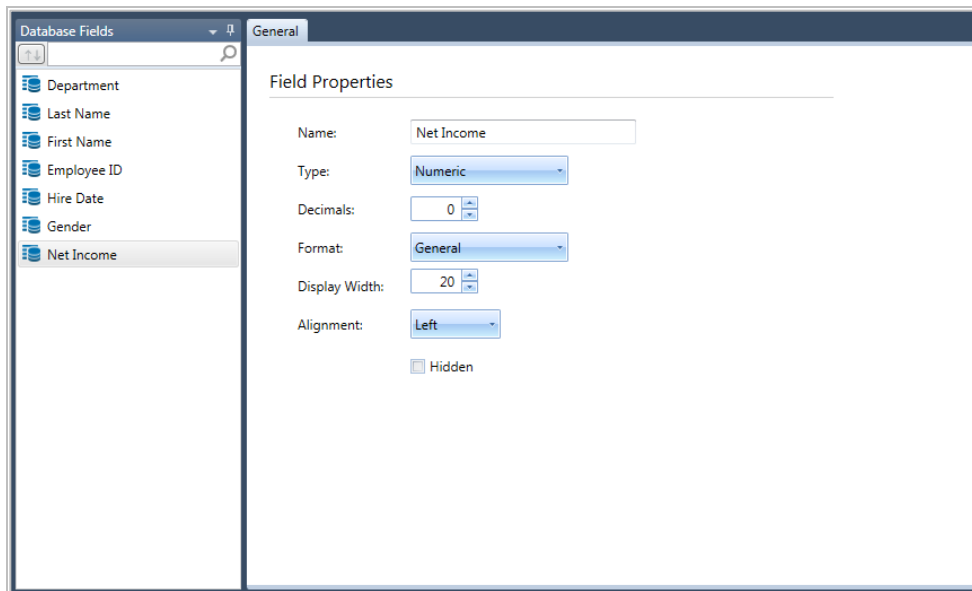 Database Fields
General
Department
Last Name
First Name
Employee ID
Hire Date
Gender
Net Income
Field Properties
Name: Net Income
Type: Numeric
Decimals: 0
Format: General
Display Width: 20
Alignment: Left
Hidden